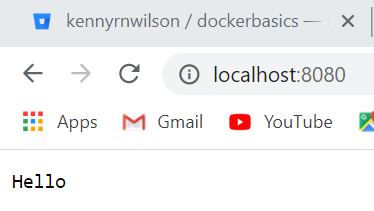 kennyrnwilson / dockerbasics —
localhost:8080
Apps Gmail YouTube
Hello